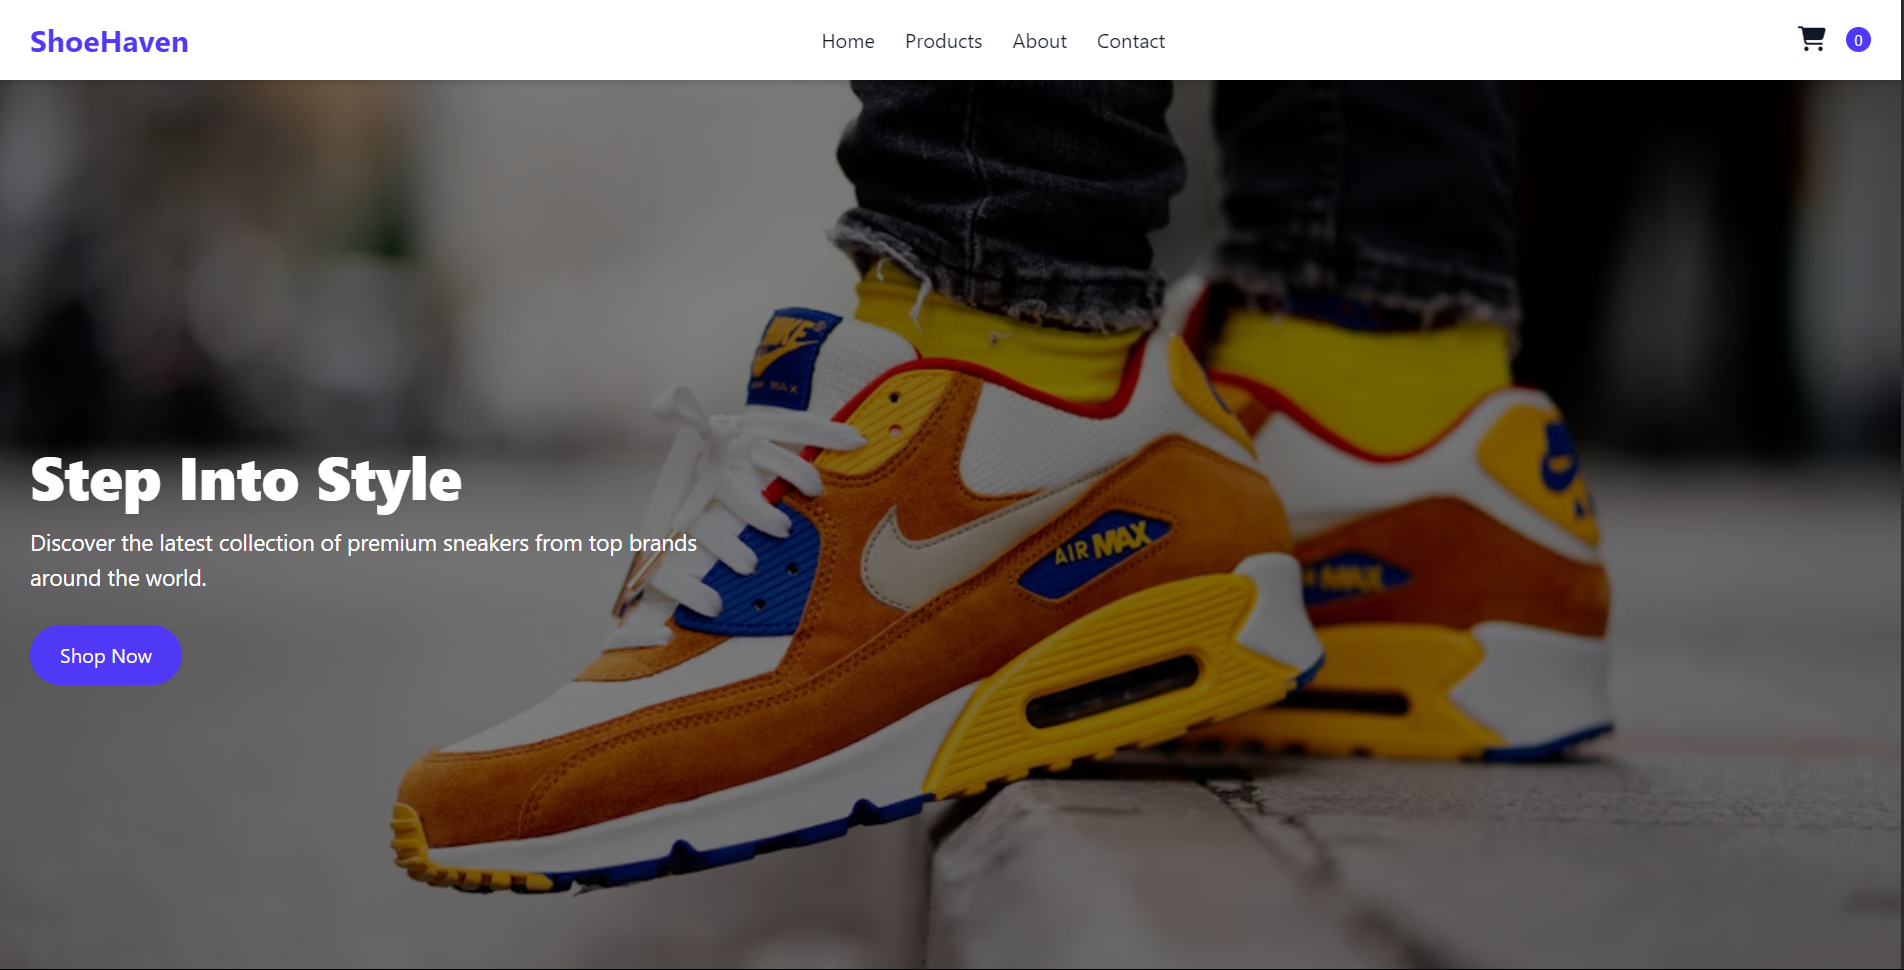 ShoeHaven
Home Products About Contact
0
NIKE
AIR MAX
AIR MAX
MAX
Step Into Style
Discover the latest collection of premium sneakers from top brands
around the world.
Shop Now